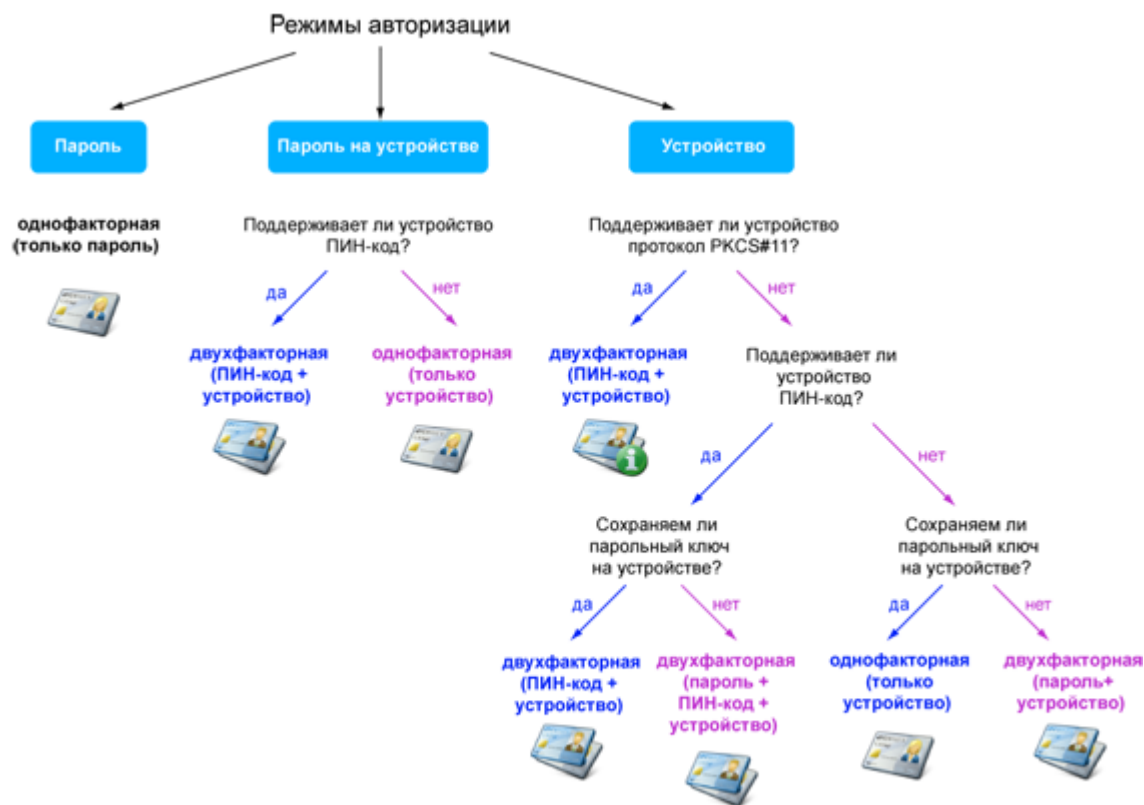 Режимы авторизации
Пароль
Пароль на устройстве
Устройство
однофакторная
(только пароль)
Поддерживает ли устройство
ПИН-код?
Поддерживает ли устройство
протокол PKCS#11?
да
нет
да
нет
двухфакторная
(ПИН-код +
устройство)
однофакторная
(только
устройство)
двухфакторная
(ПИН-код +
устройство)
Поддерживает ли
устройство
ПИН-код?
да
нет
Сохраняем ли
парольный ключ
на устройстве?
Сохраняем ли
парольный ключ
на устройстве?
да
нет
да
нет
двухфакторная
(ПИН-код +
устройство)
двухфакторная
(пароль +
ПИН-код +
устройство)
однофакторная
(только
устройство)
двухфакторная
(пароль+
устройство)